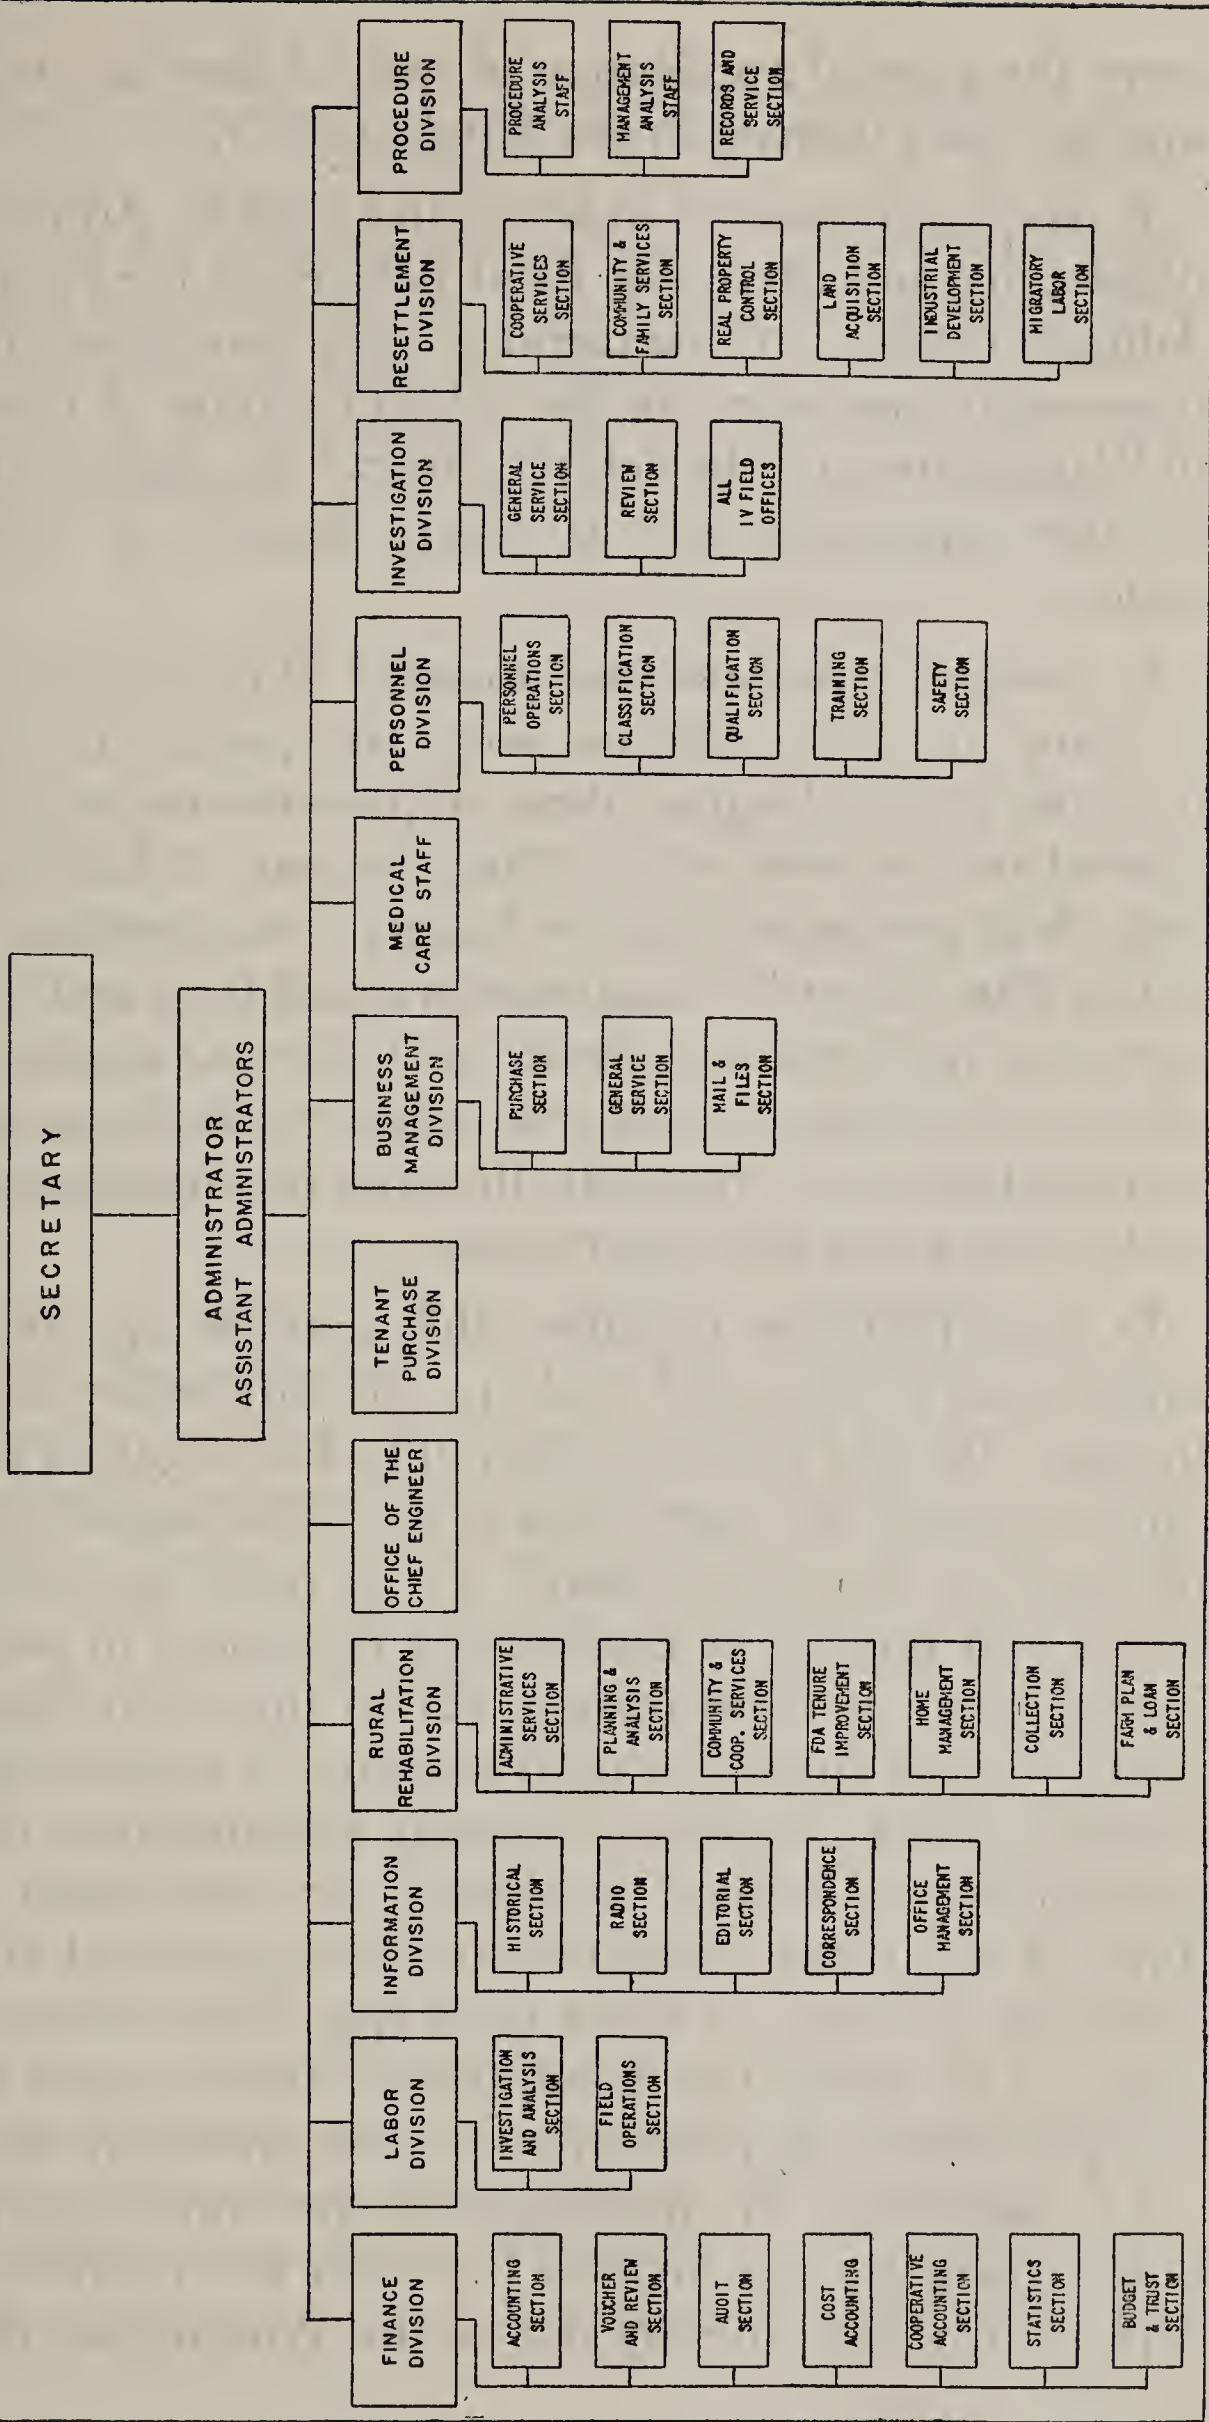 SECRETARY
ADMINISTRATOR
ASSISTANT ADMINISTRATORS
FINANCE
DIVISION
ACCOUNTING
SECTION
VOUCHER
AND REVIEW
SECTION
AUDIT
SECTION
COST
ACCOUNTING
COOPERATIVE
ACCOUNTING
SECTION
STATISTICS
SECTION
BUDGET
& TRUST
SECTION
LABOR
DIVISION
INVESTIGATION
AND ANALYSIS
SECTION
FIELD
OPERATIONS
SECTION
INFORMATION
DIVISION
HISTORICAL
SECTION
RADIO
SECTION
EDITORIAL
SECTION
CORRESPONDENCE
SECTION
OFFICE
MANAGEMENT
SECTION
RURAL
REHABILITATION
DIVISION
ADMINISTRATIVE
SERVICES
SECTION
PLANNING &
ANALYSIS
SECTION
COMMUNITY &
COOP. SERVICES
SECTION
FDA TENURE
IMPROVEMENT
SECTION
HOME
MANAGEMENT
SECTION
COLLECTION
SECTION
FARM PLAN
& LOAN
SECTION
OFFICE OF THE
CHIEF ENGINEER
TENANT
PURCHASE
DIVISION
BUSINESS
MANAGEMENT
DIVISION
PURCHASE
SECTION
GENERAL
SERVICE
SECTION
MAIL &
FILES
SECTION
MEDICAL
CARE STAFF
PERSONNEL
DIVISION
PERSONNEL
OPERATIONS
SECTION
CLASSIFICATION
SECTION
QUALIFICATION
SECTION
TRAINING
SECTION
SAFETY
SECTION
INVESTIGATION
DIVISION
GENERAL
SERVICE
SECTION
REVIEW
SECTION
ALL
IV FIELD
OFFICES
RESETTLEMENT
DIVISION
COOPERATIVE
SERVICES
SECTION
COMMUNITY &
FAMILY SERVICES
SECTION
REAL PROPERTY
CONTROL
SECTION
LAND
ACQUISITION
SECTION
INDUSTRIAL
DEVELOPMENT
SECTION
MIGRATORY
LABOR
SECTION
PROCEDURE
DIVISION
PROCEDURE
ANALYSIS
STAFF
MANAGEMENT
ANALYSIS
STAFF
RECORDS AND
SERVICE
SECTION